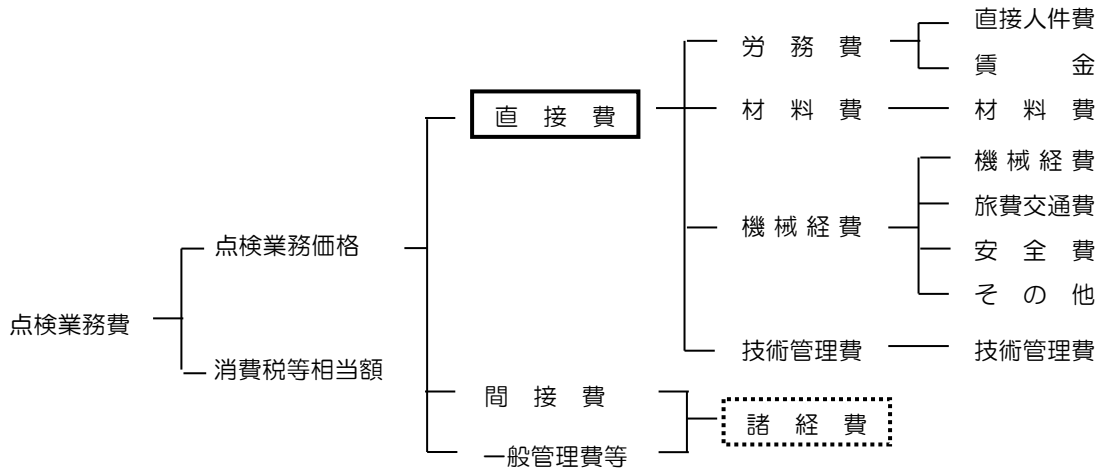 直接人件費
労務費
賃金
直接費
材料費
材料費
機械経費
旅費交通費
機械経費
点検業務価格
安全費
その他
点検業務費
技術管理費
技術管理費
消費税等相当額
間接費
諸経費
一般管理費等